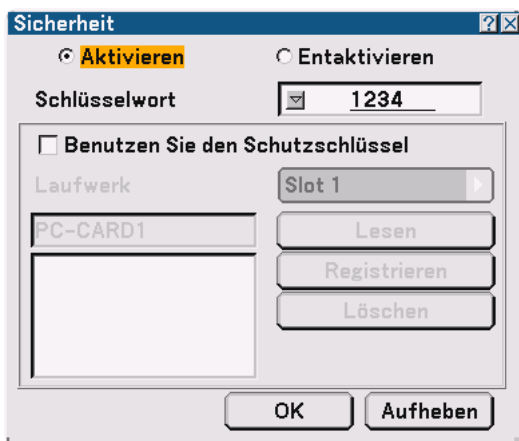 Sicherheit
Aktivieren Entaktivieren
Schlüsselwort 1234
Benutzen Sie den Schutzschlüssel
Laufwerk Slot 1
PC-CARD1 Lesen
Registrieren
Löschen
OK Aufheben